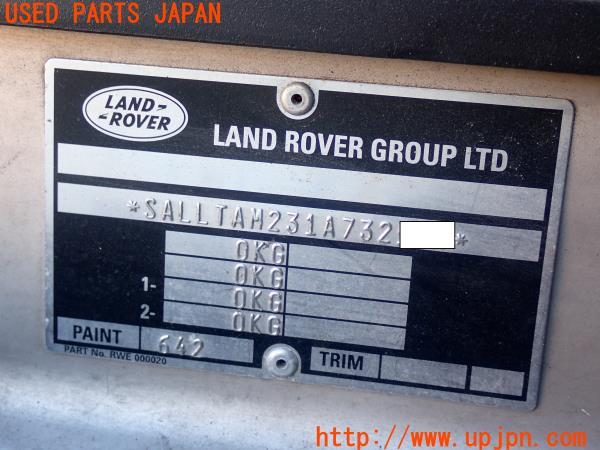 USED PARTS JAPAN
LAND-
-ROVER
LAND ROVER GROUP LTD
*SALLTAM231A732 *
0KG
0KG
1- 0KG
2- 0KG
PAINT 642 TRIM
PART No. RWE 000020
http://www.upjpn.com